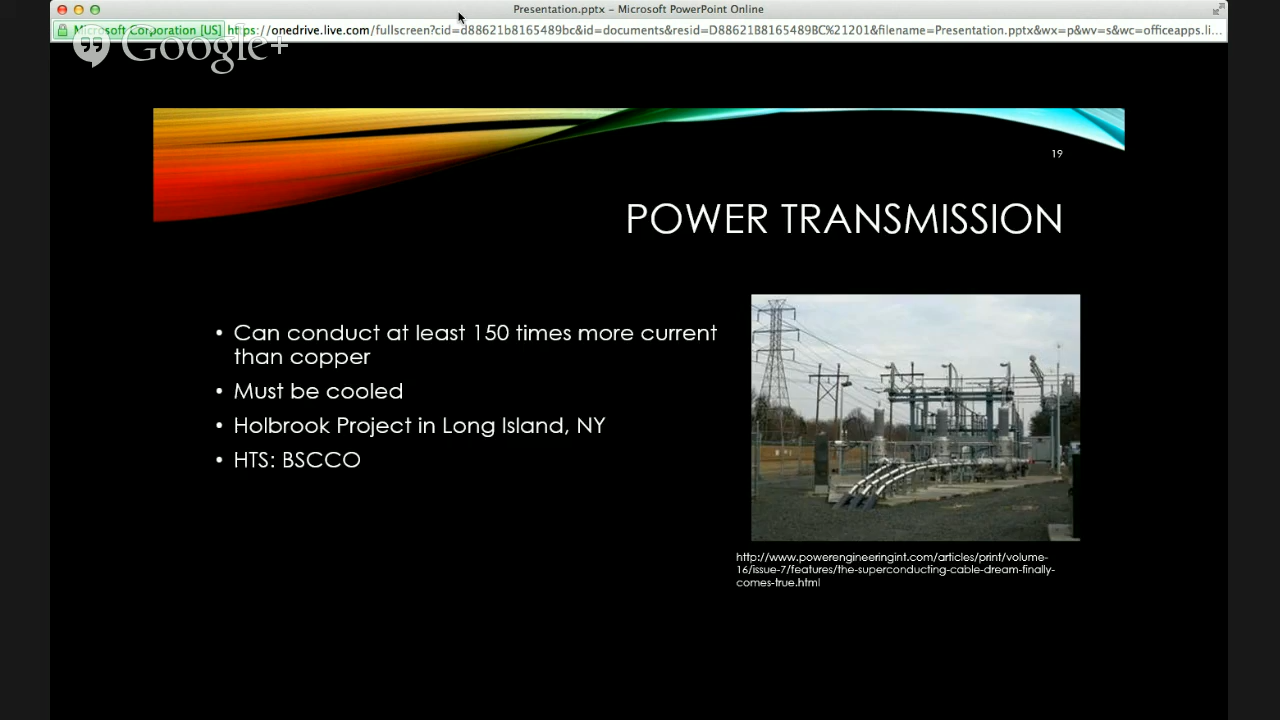 Presentation.pptx – Microsoft PowerPoint Online
Microsoft Corporation [US] https://onedrive.live.com/fullscreen?cid=d88621b8165489bc&id=documents&resid=D88621B8165489BC%21201&filename=Presentation.pptx&wx=p&wv=s&wc=officeapps.li...
Google+
19
POWER TRANSMISSION
• Can conduct at least 150 times more current
than copper
• Must be cooled
• Holbrook Project in Long Island, NY
• HTS: BSCCO
http://www.powerengineeringint.com/articles/print/volume-
16/issue-7/features/the-superconducting-cable-dream-finally-
comes-true.html